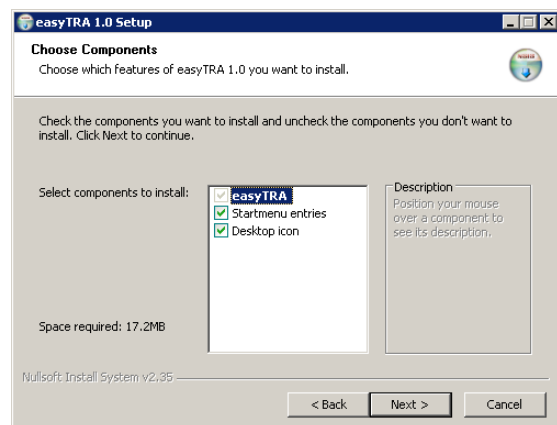 easyTRA 1.0 Setup
Choose Components
Choose which features of easyTRA 1.0 you want to install.
Check the components you want to install and uncheck the components you don't want to
install. Click Next to continue.
Select components to install:
easyTRA
Startmenu entries
Desktop icon
Description
Position your mouse
over a component to
see its description.
Space required: 17.2MB
Nullsoft Install System v2.35
< Back
Next >
Cancel